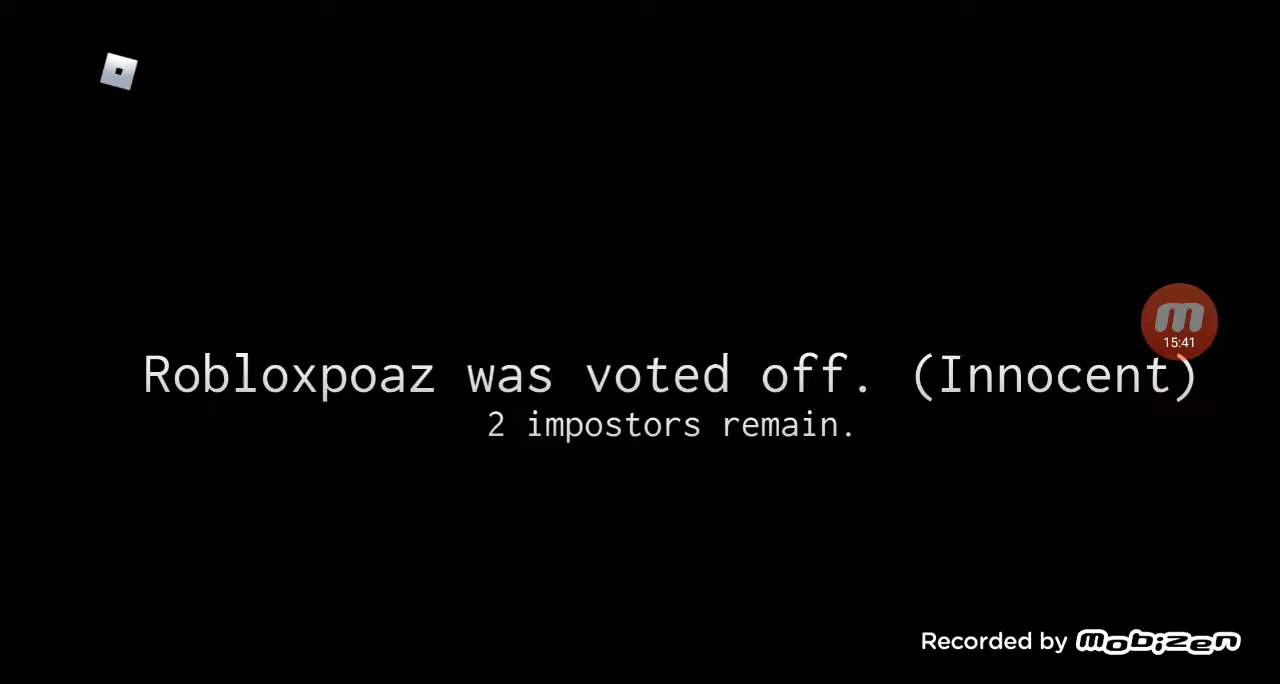 Robloxpoaz was voted off. (Innocent)
2 impostors remain.
15:41
Recorded by mobizen